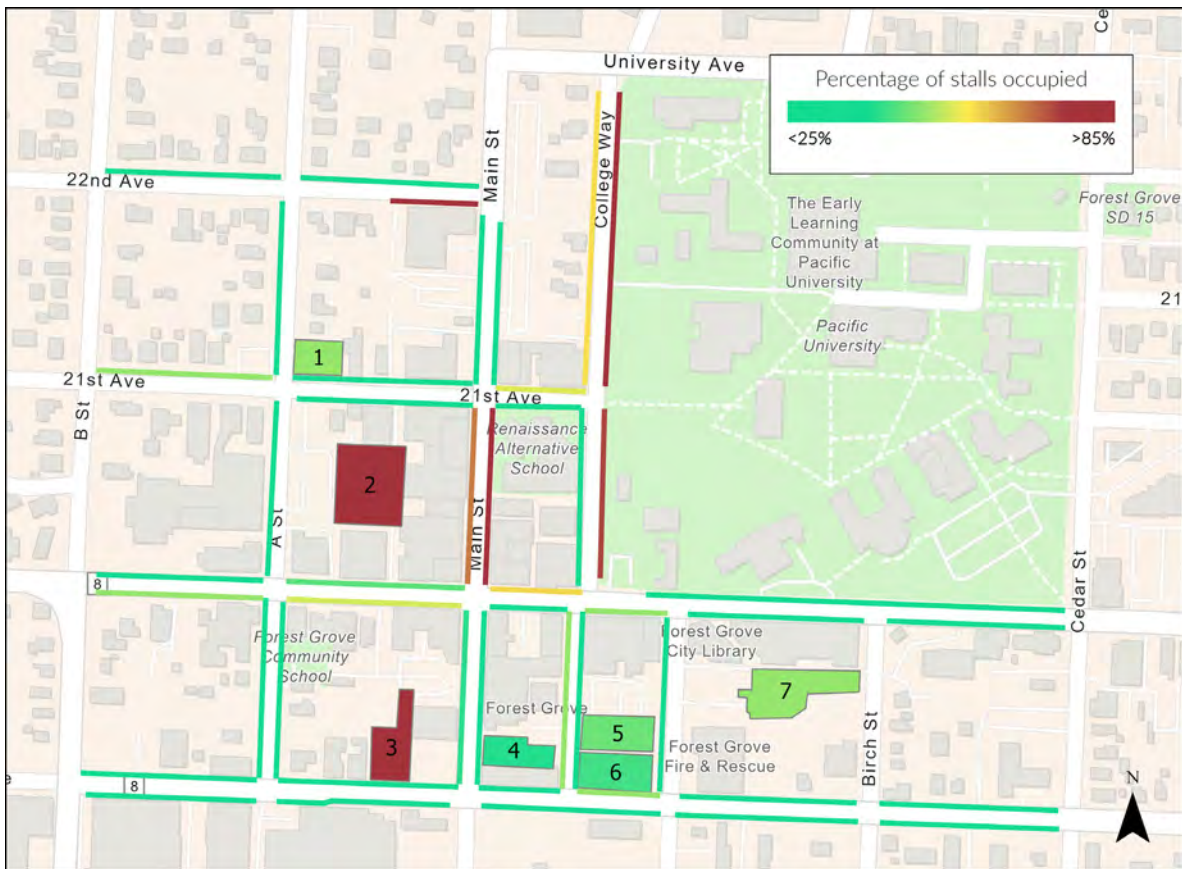 University Ave
Ce
Percentage of stalls occupied
<25%
>85%
Main St
College Way
22nd Ave
The Early
Learning
Community at
Pacific
University
Forest Grove
SD 15
21
Pacific
University
1
21st Ave
21st Ave
B St
Renaissance
Alternative
School
2
A St
Main St
8
Cedar St
Forest Grove
Community
School
Forest Grove
City Library
7
Forest Grove
3
4
5
6
Forest Grove
Fire & Rescue
Birch St
e
8
N